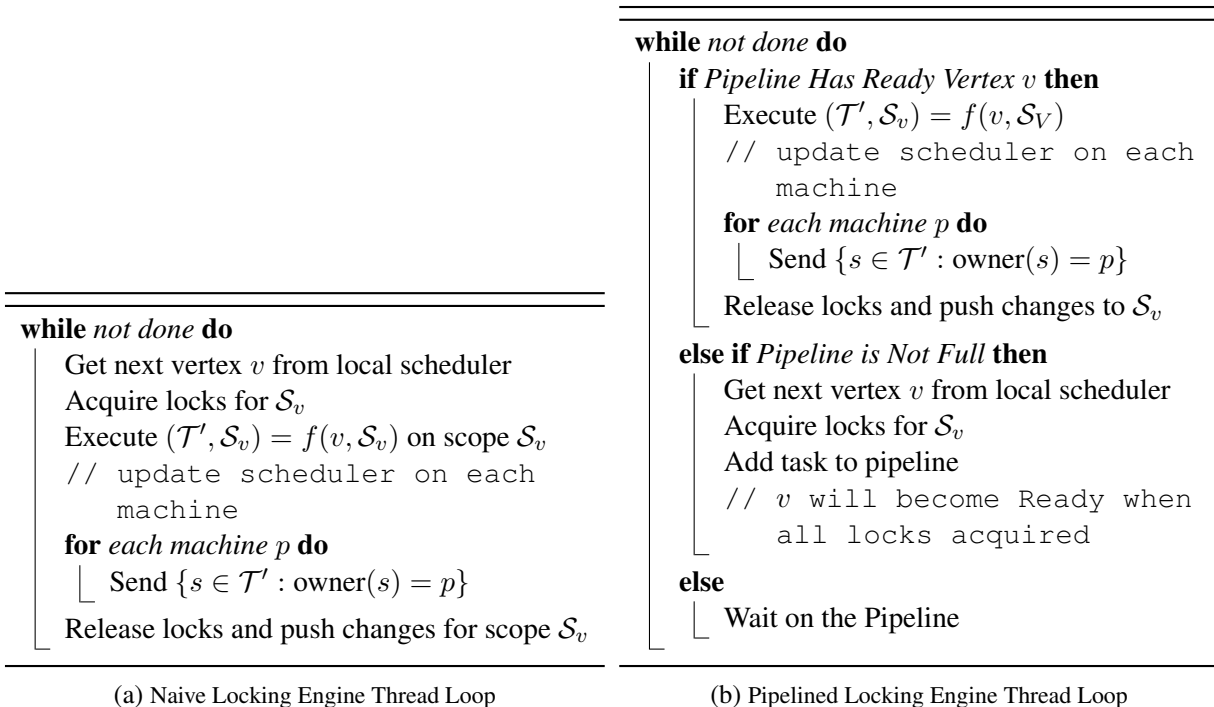 while not done do
Get next vertex v from local scheduler
Acquire locks for 𝒮_v
Execute (𝒯′, 𝒮_v) = f(v, 𝒮_v) on scope 𝒮_v
// update scheduler on each
machine
for each machine p do
Send {s ∈ 𝒯′ : owner(s) = p}
Release locks and push changes for scope 𝒮_v
(a) Naive Locking Engine Thread Loop
while not done do
if Pipeline Has Ready Vertex v then
Execute (𝒯′, 𝒮_v) = f(v, 𝒮_V)
// update scheduler on each
machine
for each machine p do
Send {s ∈ 𝒯′ : owner(s) = p}
Release locks and push changes to 𝒮_v
else if Pipeline is Not Full then
Get next vertex v from local scheduler
Acquire locks for 𝒮_v
Add task to pipeline
// v will become Ready when
all locks acquired
else
Wait on the Pipeline
(b) Pipelined Locking Engine Thread Loop